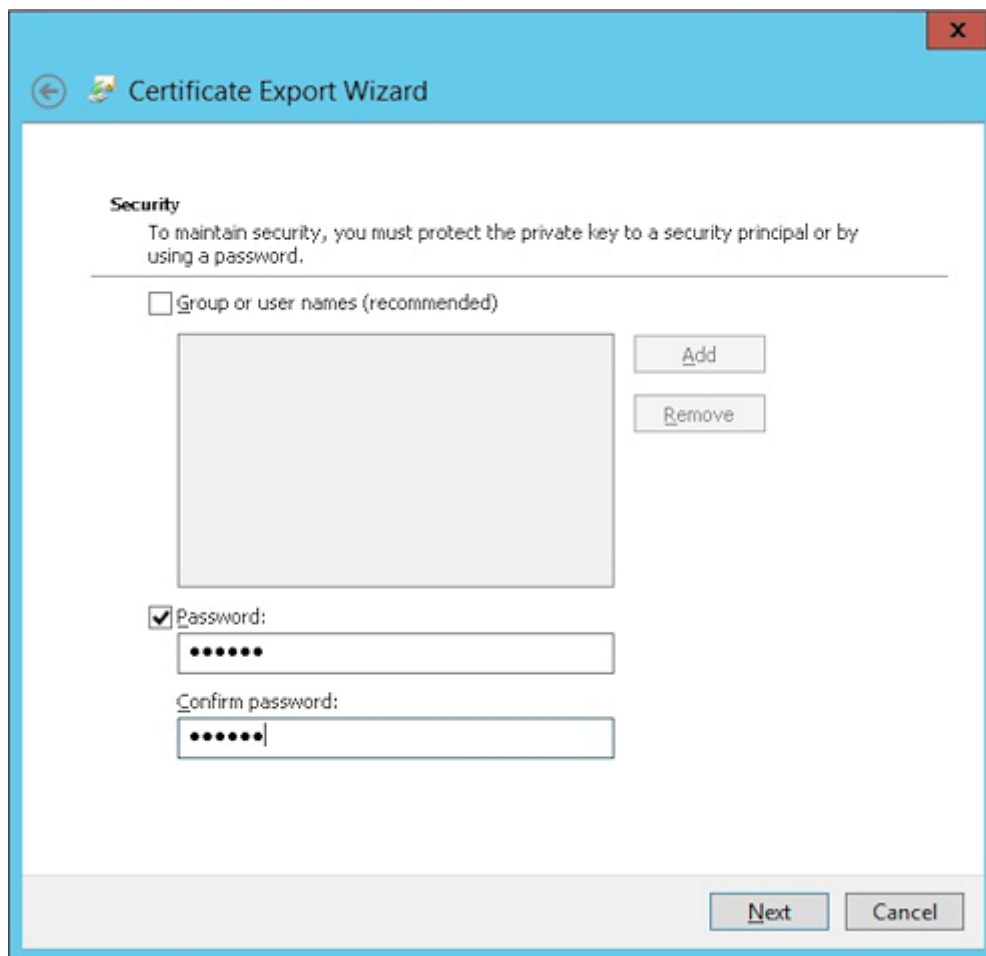 Certificate Export Wizard
Security
To maintain security, you must protect the private key to a security principal or by
using a password.
Group or user names (recommended)
Add
Remove
Password:
••••••
Confirm password:
••••••
Next
Cancel